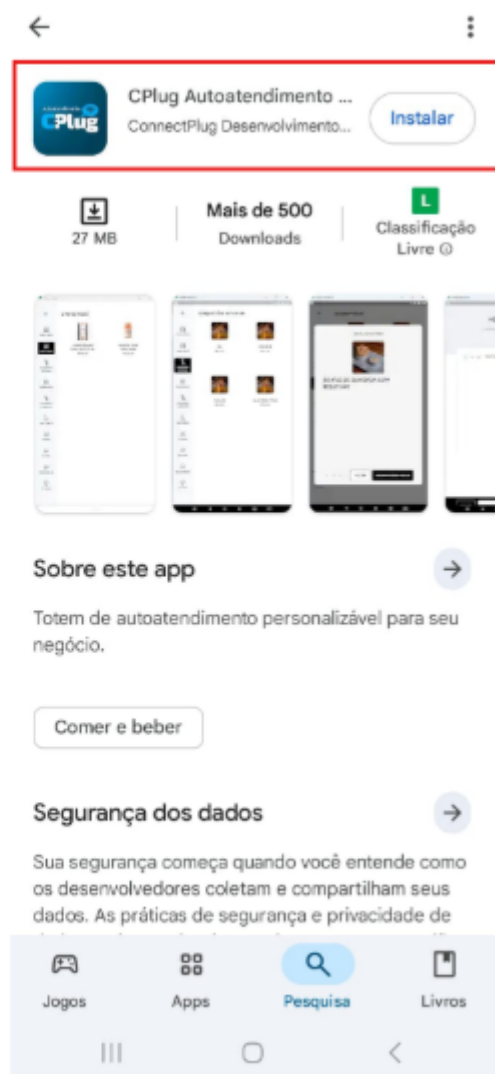 CPlug Autoatendimento ...
CPlug
ConnectPlug Desenvolvimento...
Instalar
27 MB
Mais de 500
Downloads
L
Classificação
Livre
Sobre este app
Totem de autoatendimento personalizável para seu
negócio.
Comer e beber
Segurança dos dados
Sua segurança começa quando você entende como
os desenvolvedores coletam e compartilham seus
dados. As práticas de segurança e privacidade de
Jogos
Apps
Pesquisa
Livros